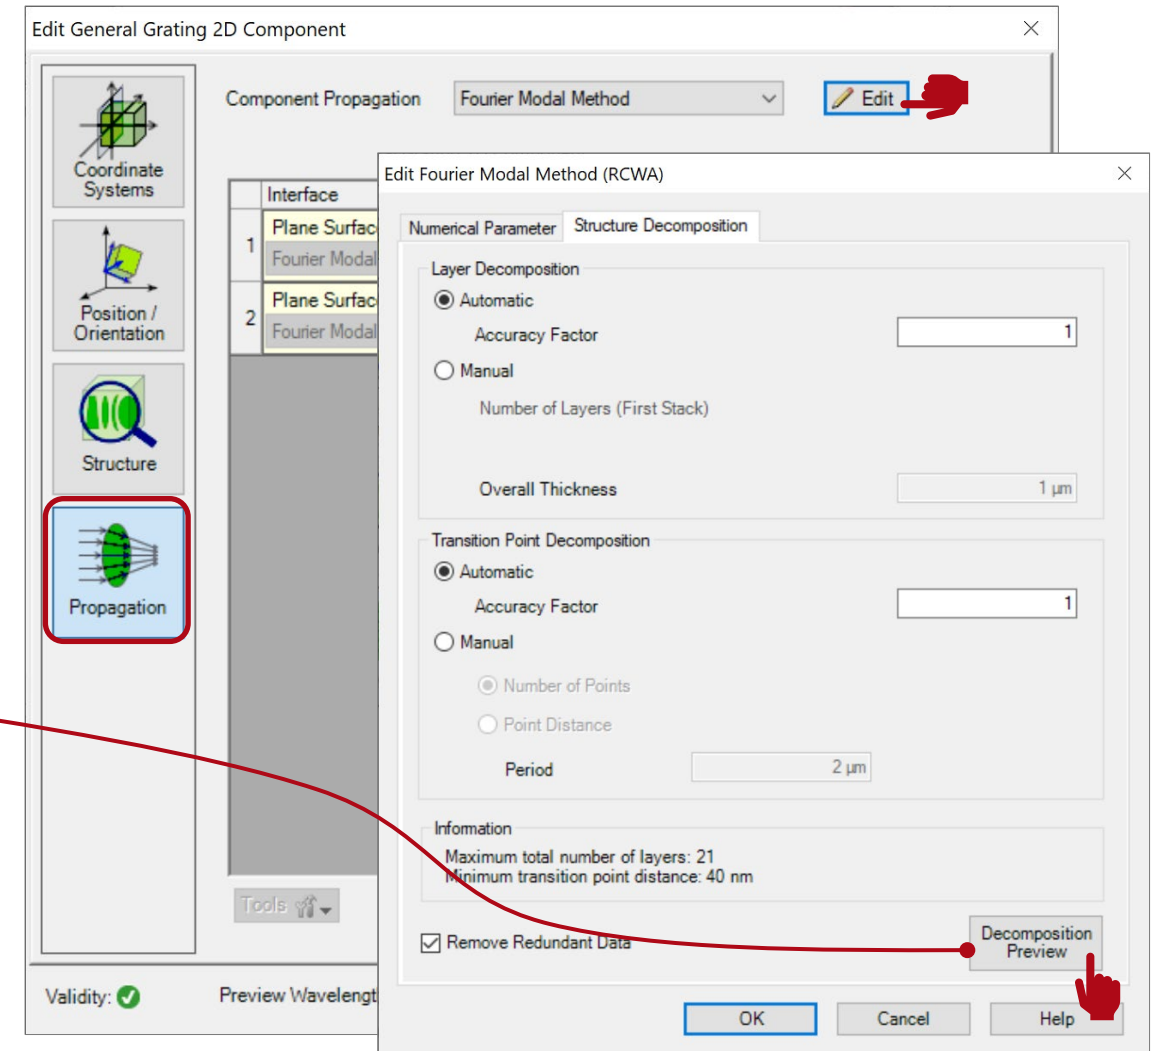 Edit General Grating 2D Component
Coordinate
Systems
Position /
Orientation
Structure
Propagation
Component Propagation
Fourier Modal Method
Edit
Interface
1
Plane Surfac
Fourier Modal
2
Plane Surfac
Fourier Modal
Tools
Validity:
Preview Wavelengt
Edit Fourier Modal Method (RCWA)
Numerical Parameter
Structure Decomposition
Layer Decomposition
Automatic
Accuracy Factor
1
Manual
Number of Layers (First Stack)
Overall Thickness
1 µm
Transition Point Decomposition
Automatic
Accuracy Factor
1
Manual
Number of Points
Point Distance
Period
2 µm
Information
Maximum total number of layers: 21
Minimum transition point distance: 40 nm
Remove Redundant Data
Decomposition
Preview
OK
Cancel
Help